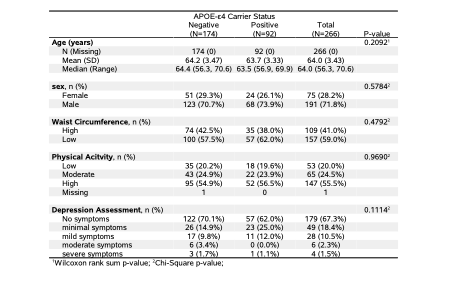 APOE-ε4 Carrier Status
Negative Positive Total
(N=174) (N=92) (N=266) P-value
Age (years) 0.2092¹
N (Missing) 174 (0) 92 (0) 266 (0)
Mean (SD) 64.2 (3.47) 63.7 (3.33) 64.0 (3.43)
Median (Range) 64.4 (56.3, 70.6) 63.5 (56.9, 69.9) 64.0 (56.3, 70.6)
sex, n (%) 0.5784²
Female 51 (29.3%) 24 (26.1%) 75 (28.2%)
Male 123 (70.7%) 68 (73.9%) 191 (71.8%)
Waist Circumference, n (%) 0.4792²
High 74 (42.5%) 35 (38.0%) 109 (41.0%)
Low 100 (57.5%) 57 (62.0%) 157 (59.0%)
Physical Acitvity, n (%) 0.9690²
Low 35 (20.2%) 18 (19.6%) 53 (20.0%)
Moderate 43 (24.9%) 22 (23.9%) 65 (24.5%)
High 95 (54.9%) 52 (56.5%) 147 (55.5%)
Missing 1 0 1
Depression Assessment, n (%) 0.1114²
No symptoms 122 (70.1%) 57 (62.0%) 179 (67.3%)
minimal symptoms 26 (14.9%) 23 (25.0%) 49 (18.4%)
mild symptoms 17 (9.8%) 11 (12.0%) 28 (10.5%)
moderate symptoms 6 (3.4%) 0 (0.0%) 6 (2.3%)
severe symptoms 3 (1.7%) 1 (1.1%) 4 (1.5%)
¹Wilcoxon rank sum p-value; ²Chi-Square p-value;